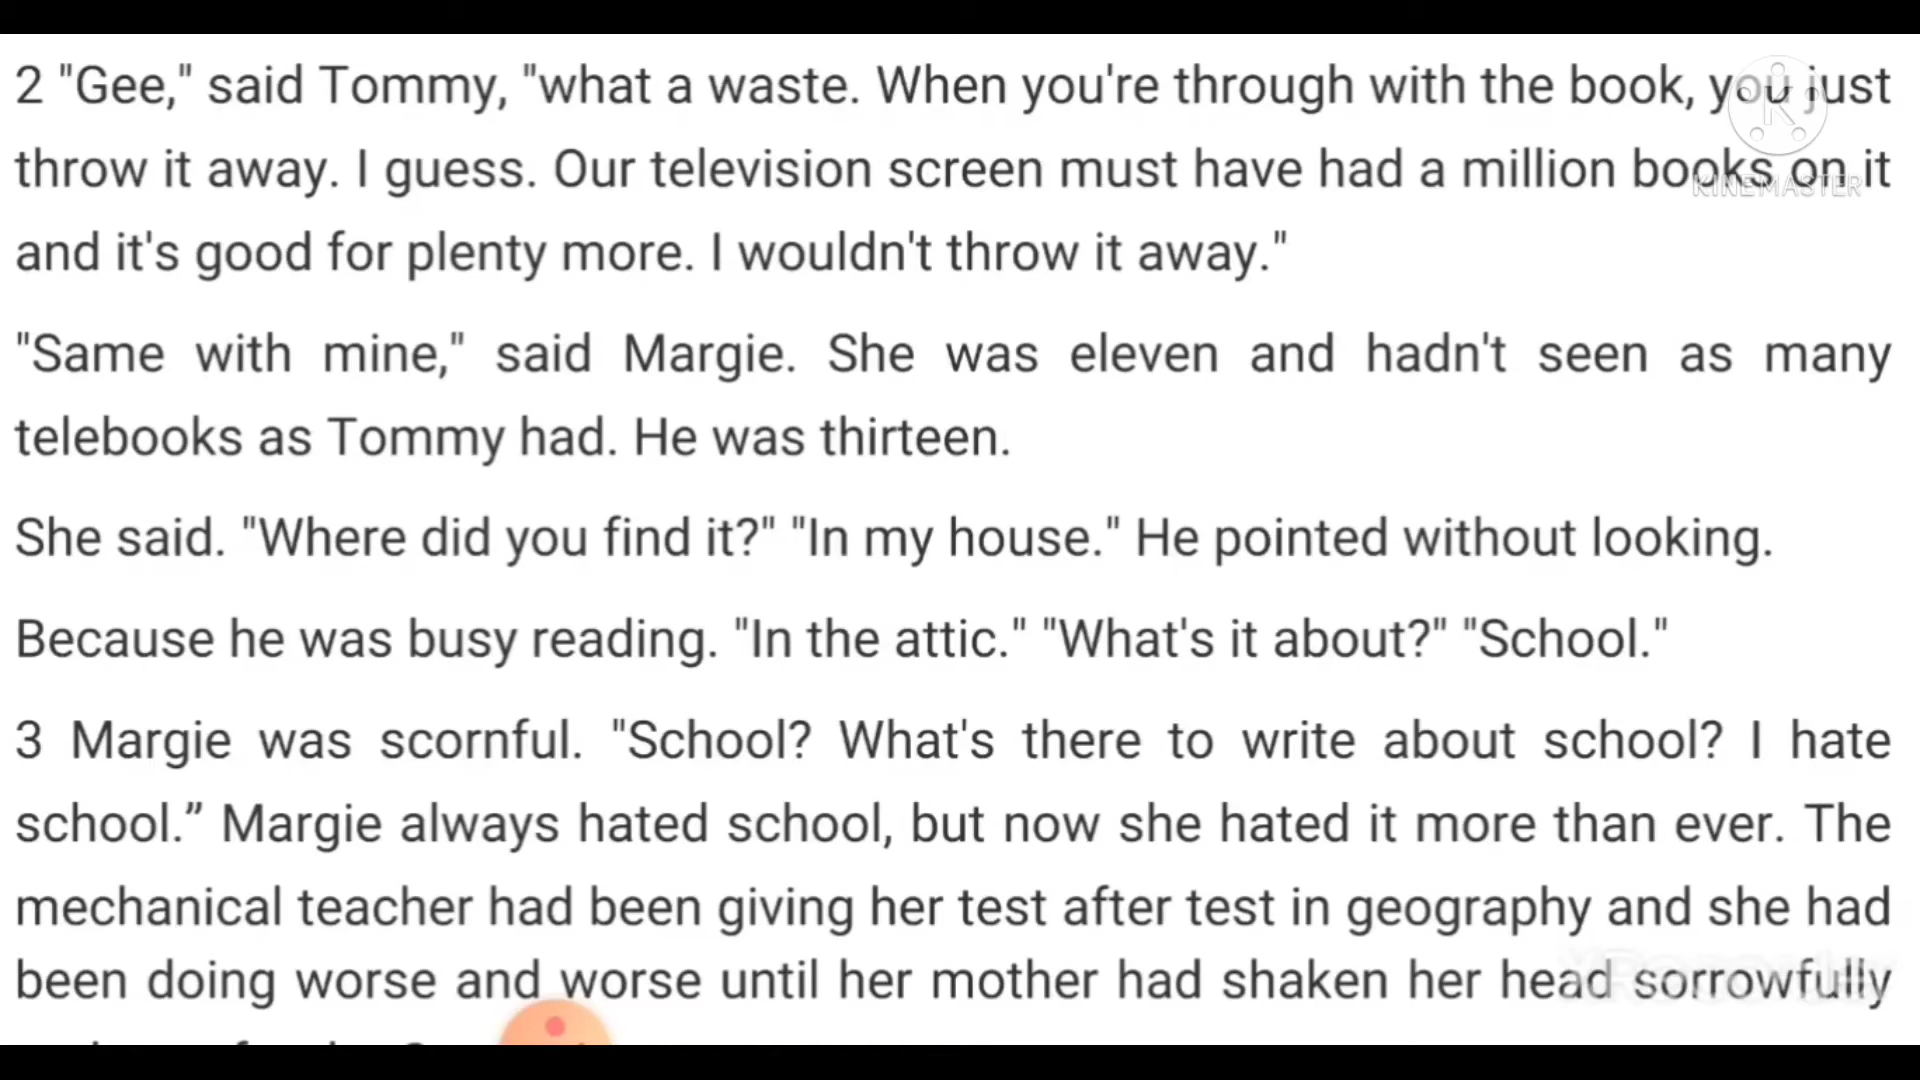 2 "Gee," said Tommy, "what a waste. When you're through with the book, you just
throw it away. I guess. Our television screen must have had a million books on it
and it's good for plenty more. I wouldn't throw it away."
"Same with mine," said Margie. She was eleven and hadn't seen as many
telebooks as Tommy had. He was thirteen.
She said. "Where did you find it?" "In my house." He pointed without looking.
Because he was busy reading. "In the attic." "What's it about?" "School."
3 Margie was scornful. "School? What's there to write about school? I hate
school.” Margie always hated school, but now she hated it more than ever. The
mechanical teacher had been giving her test after test in geography and she had
been doing worse and worse until her mother had shaken her head sorrowfully
K
KINEMASTER